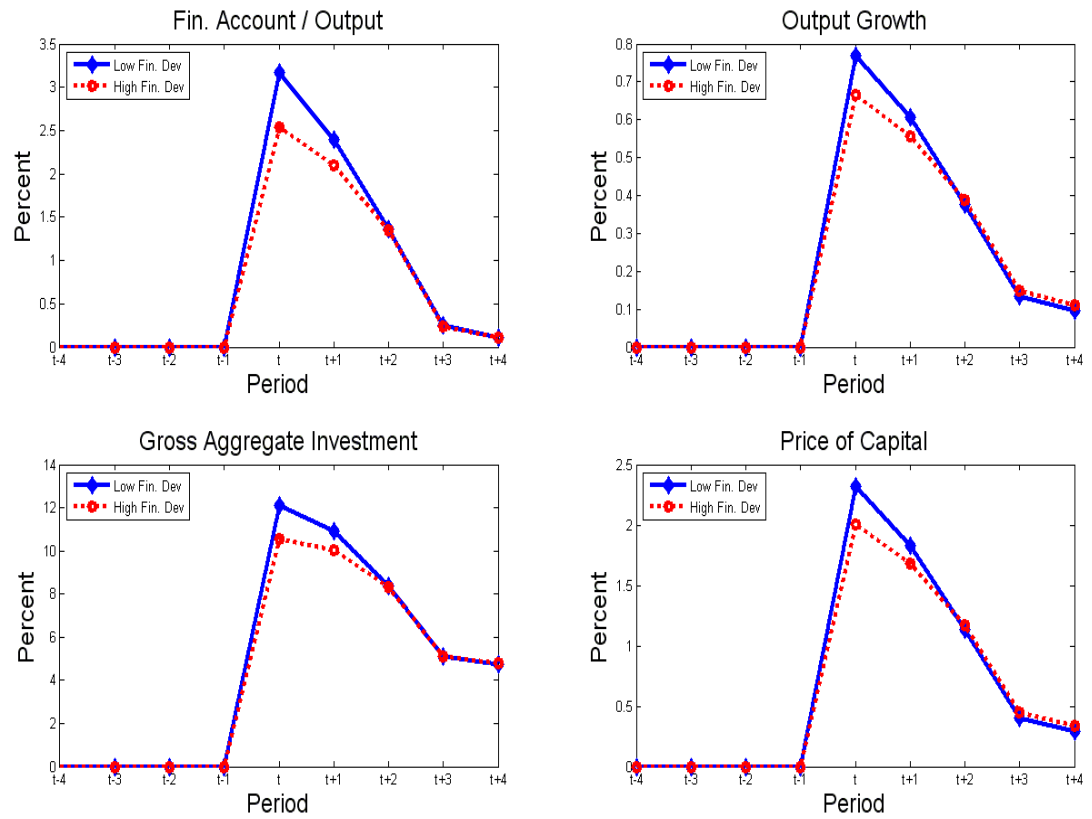 Fin. Account / Output
3.5
3
2.5
2
1.5
1
0.5
0
Percent
Low Fin. Dev
High Fin. Dev
t-4 t-3 t-2 t-1 t t+1 t+2 t+3 t+4
Period
Output Growth
0.8
0.7
0.6
0.5
0.4
0.3
0.2
0.1
0
Percent
Low Fin. Dev
High Fin. Dev
t-4 t-3 t-2 t-1 t t+1 t+2 t+3 t+4
Period
Gross Aggregate Investment
14
12
10
8
6
4
2
0
Percent
Low Fin. Dev
High Fin. Dev
t-4 t-3 t-2 t-1 t t+1 t+2 t+3 t+4
Period
Price of Capital
2.5
2
1.5
1
0.5
0
Percent
Low Fin. Dev
High Fin. Dev
t-4 t-3 t-2 t-1 t t+1 t+2 t+3 t+4
Period